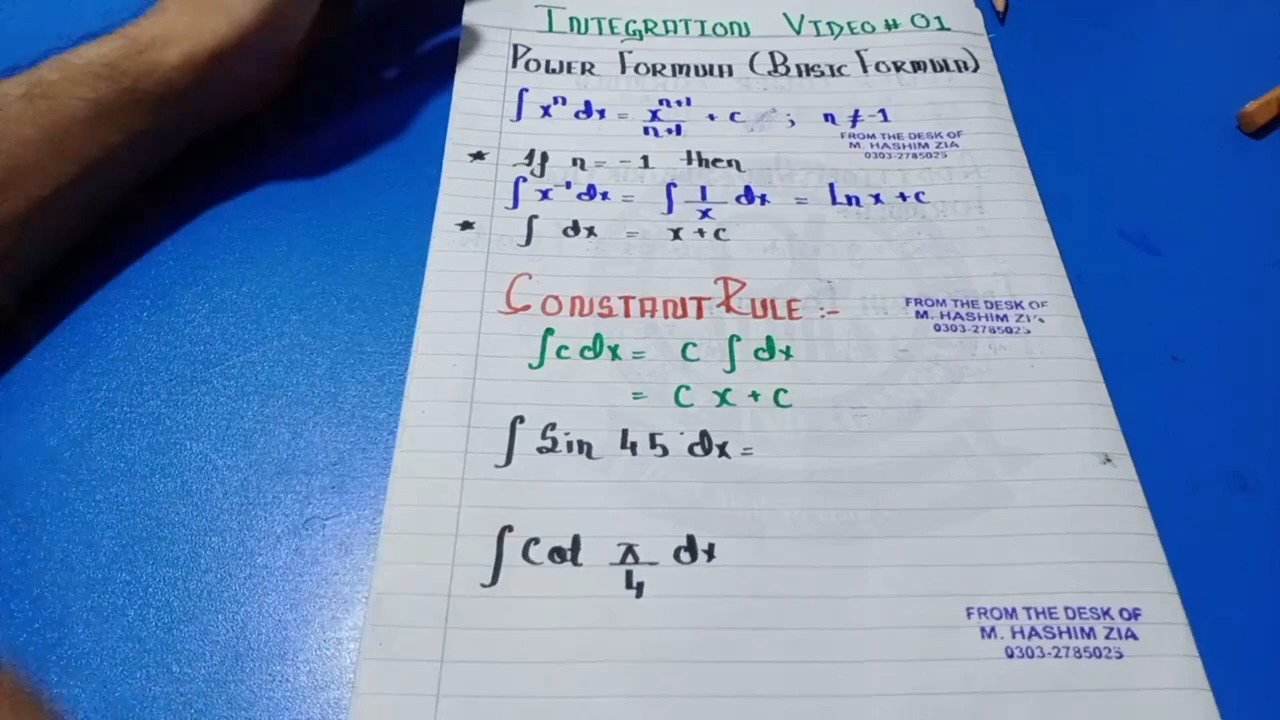 INTEGRATION VIDEO # 01
POWER FORMULA (BASIC FORMULA)
∫ xⁿ dx = xⁿ⁺¹/n+1 + c ; n ≠ -1
FROM THE DESK OF
M. HASHIM ZIA
0303-2785025
★ If n = -1 then
∫ x⁻¹ dx = ∫ 1/x dx = Ln x + c
★ ∫ dx = x + c
CONSTANT RULE :-
FROM THE DESK OF
M. HASHIM ZIA
0303-2785025
∫ c dx = c ∫ dx
= c x + c
∫ Sin 45° dx =
∫ Cot π/4 dx
FROM THE DESK OF
M. HASHIM ZIA
0303-2785025